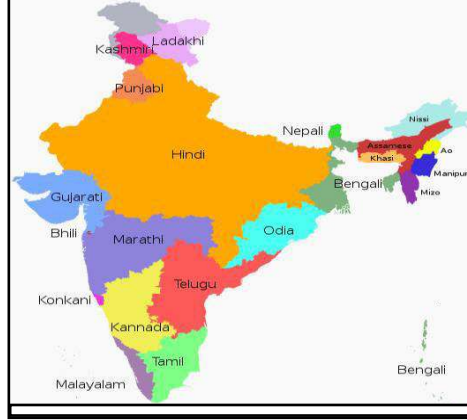 Ladakhi
Kashmiri
Punjabi
Nissi
Nepali
Assamese
Ao
Hindi
Khasi
Manipuri
Bengali
Gujarati
Mizo
Bhili
Marathi
Odia
Telugu
Konkani
Kannada
Tamil
Bengali
Malayalam